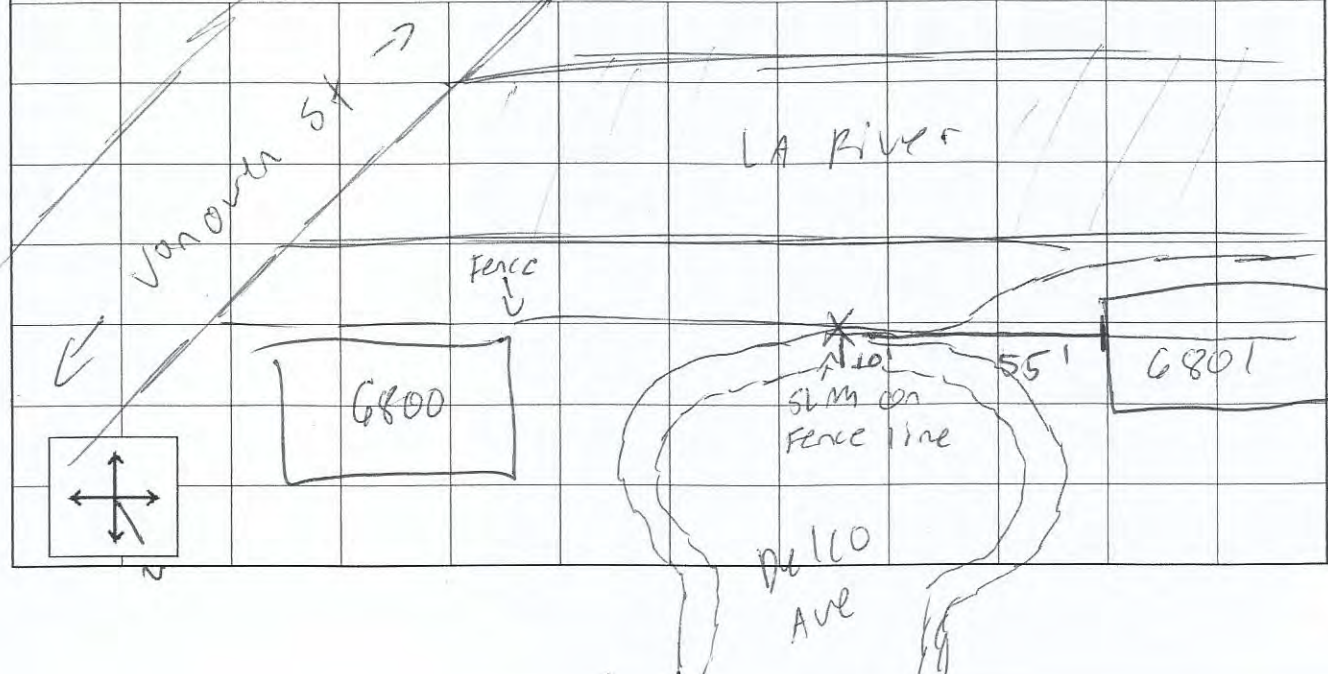 Vanowen St
LA River
Fence
6800
10'
55'
6801
SLM on
Fence line
Delco
Ave
N